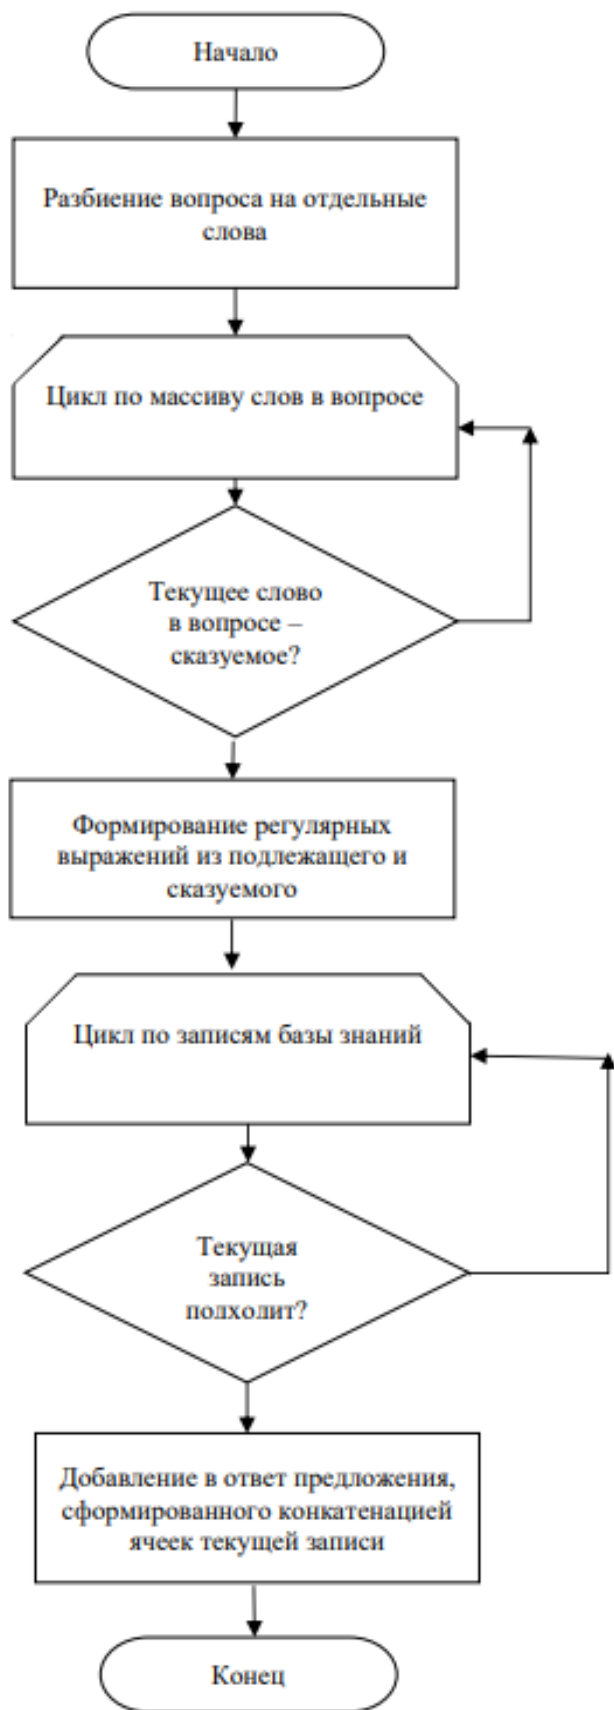 Начало
Разбиение вопроса на отдельные
слова
Цикл по массиву слов в вопросе
Текущее слово
в вопросе –
сказуемое?
Формирование регулярных
выражений из подлежащего и
сказуемого
Цикл по записям базы знаний
Текущая
запись
подходит?
Добавление в ответ предложения,
сформированного конкатенацией
ячеек текущей записи
Конец